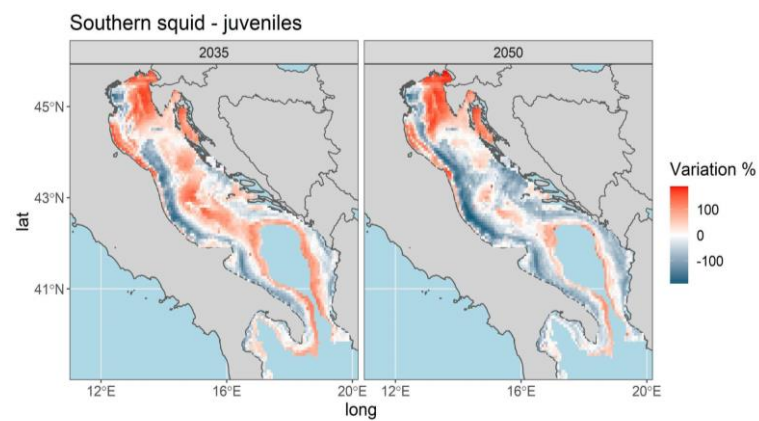 Southern squid - juveniles
2035 2050
45°N
43°N
41°N
lat
12°E 16°E 20°E 12°E 16°E 20°E
long
Variation %
100
0
-100